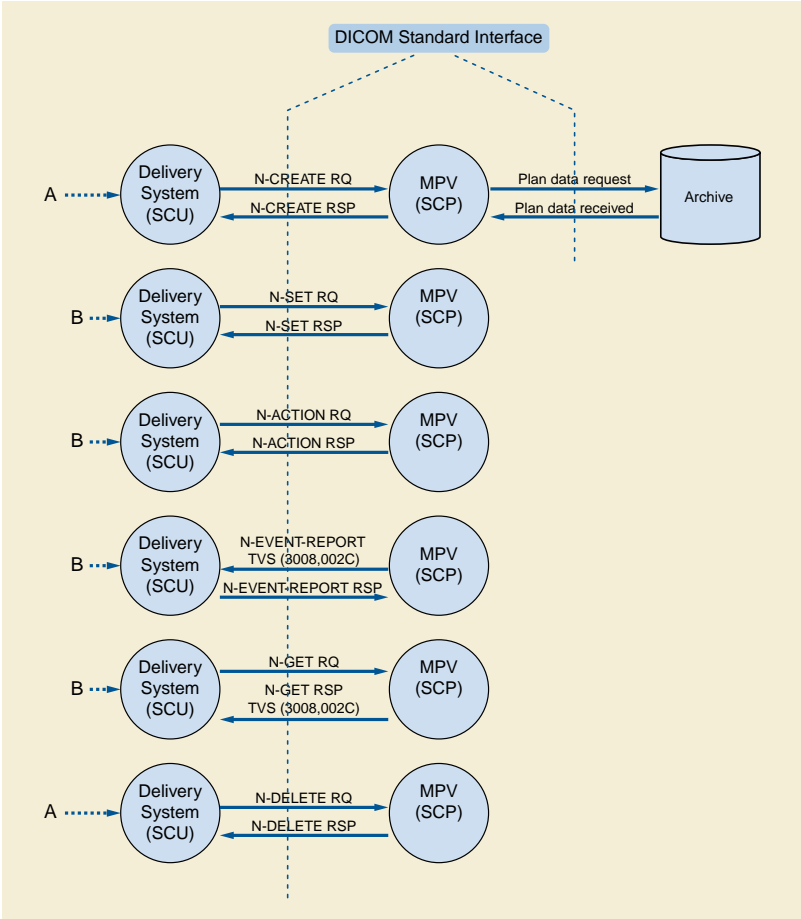 DICOM Standard Interface
A
Delivery
System
(SCU)
N-CREATE RQ
N-CREATE RSP
MPV
(SCP)
Plan data request
Plan data received
Archive
B
Delivery
System
(SCU)
N-SET RQ
N-SET RSP
MPV
(SCP)
B
Delivery
System
(SCU)
N-ACTION RQ
N-ACTION RSP
MPV
(SCP)
B
Delivery
System
(SCU)
N-EVENT-REPORT
TVS (3008,002C)
N-EVENT-REPORT RSP
MPV
(SCP)
B
Delivery
System
(SCU)
N-GET RQ
N-GET RSP
TVS (3008,002C)
MPV
(SCP)
A
Delivery
System
(SCU)
N-DELETE RQ
N-DELETE RSP
MPV
(SCP)